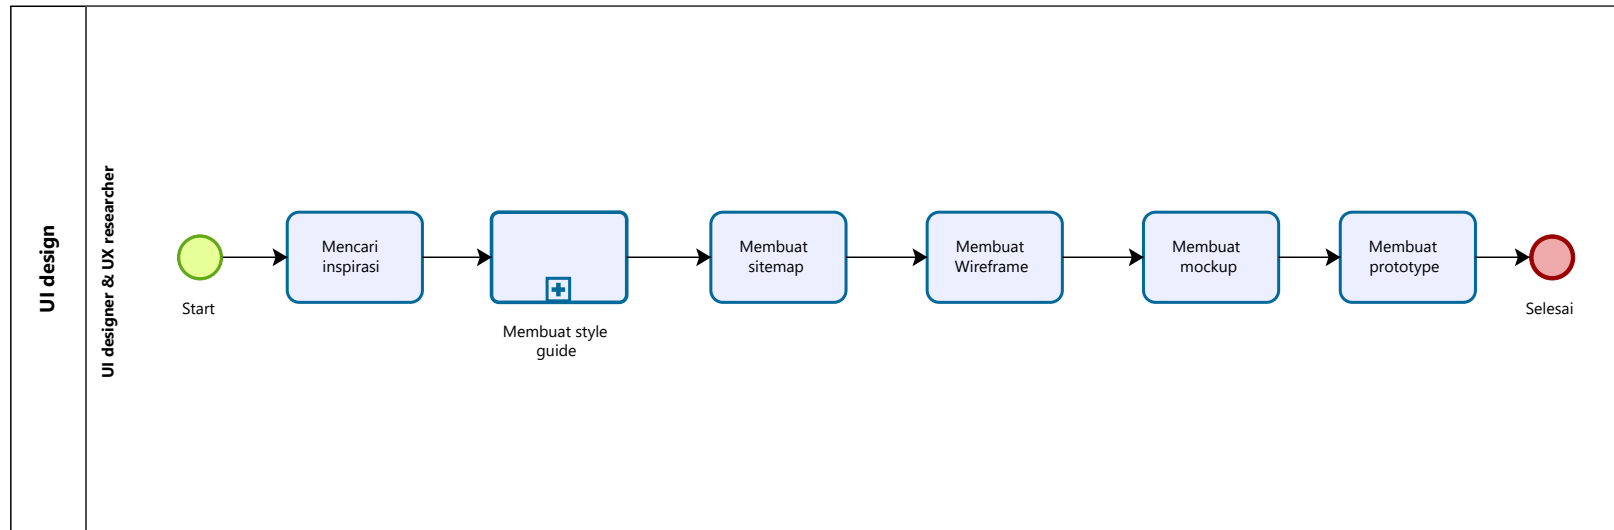 UI design
UI designer & UX researcher
Start
Mencari
inspirasi
Membuat style
guide
Membuat
sitemap
Membuat
Wireframe
Membuat
mockup
Membuat
prototype
Selesai